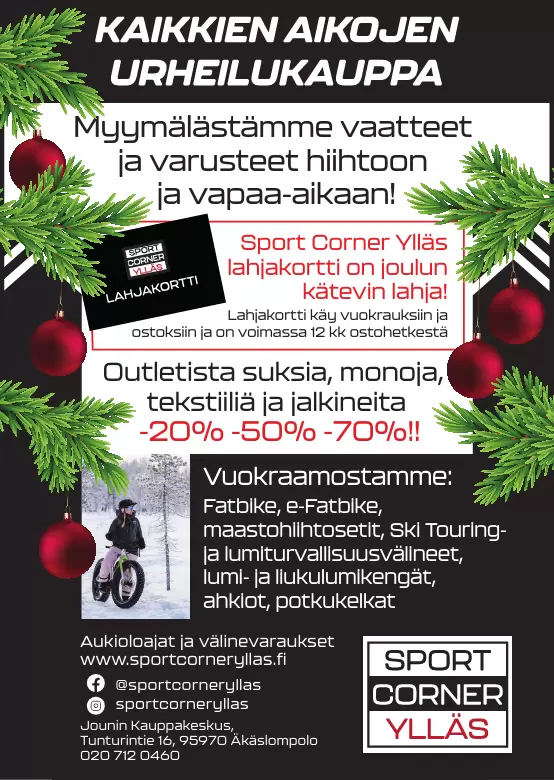 KAIKKIEN AIKOJEN
URHEILUKAUPPA
Myymälästämme vaatteet
ja varusteet hiihtoon
ja vapaa-aikaan!
SPORT
CORNER
YLLÄS
LAHJAKORTTI
Sport Corner Ylläs
lahjakortti on joulun
kätevin lahja!
Lahjakortti käy vuokrauksiin ja
ostoksiin ja on voimassa 12 kk ostohetkestä
Outletista suksia, monoja,
tekstiiliä ja jalkineita
-20% -50% -70%!!
Vuokraamostamme:
Fatbike, e-Fatbike,
maastohiihtosetit, Ski Touring-
ja lumiturvallisuusvälineet,
lumi- ja liukulumikengät,
ahkiot, potkukelkat
Aukioloajat ja välinevaraukset
www.sportcorneryllas.fi
@sportcorneryllas
sportcorneryllas
Jounin Kauppakeskus,
Tunturintie 16, 95970 Äkäslompolo
020 712 0460
SPORT
CORNER
YLLÄS